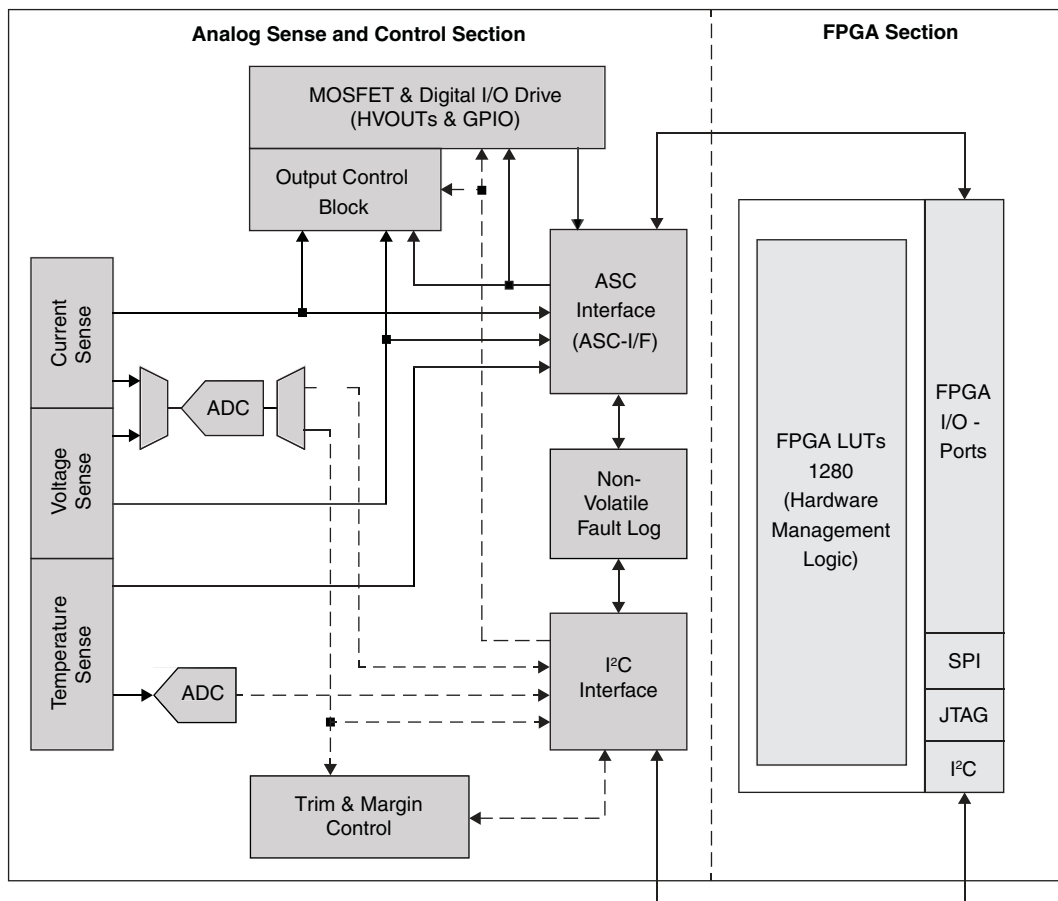 Analog Sense and Control Section
FPGA Section
MOSFET & Digital I/O Drive
(HVOUTs & GPIO)
Output Control
Block
ASC
Interface
(ASC-I/F)
Current
Sense
ADC
Voltage
Sense
Non-
Volatile
Fault Log
Temperature
Sense
ADC
I²C
Interface
Trim & Margin
Control
FPGA LUTs
1280
(Hardware
Management
Logic)
FPGA
I/O -
Ports
SPI
JTAG
I²C